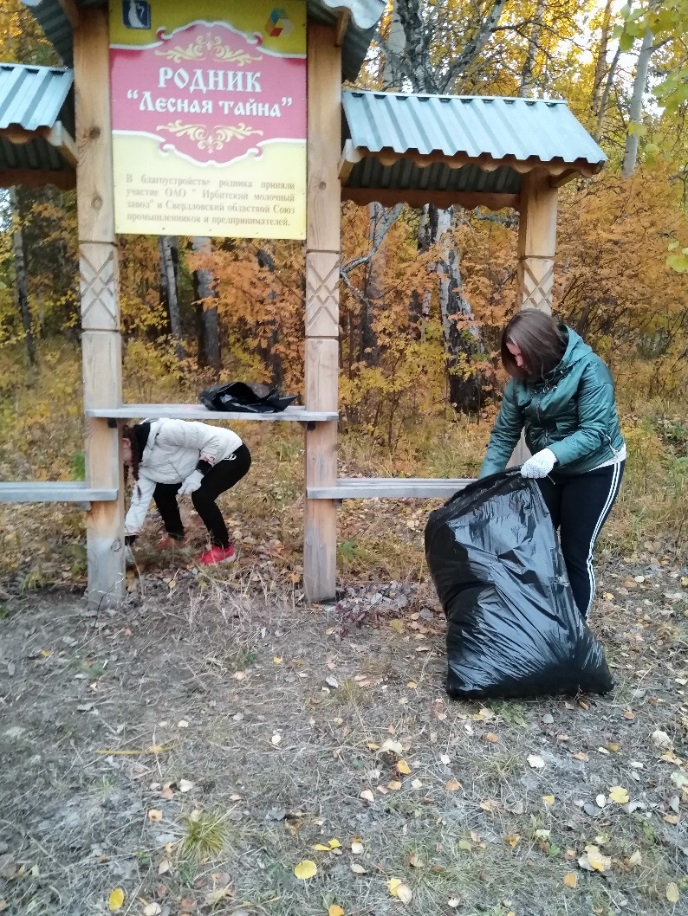 РОДНИК
“Лесная тайна”
В благоустройстве родника приняли
участие ОАО " Ирбитский молочный
завод" и Свердловский областной Союз
промышленников и предпринимателей.